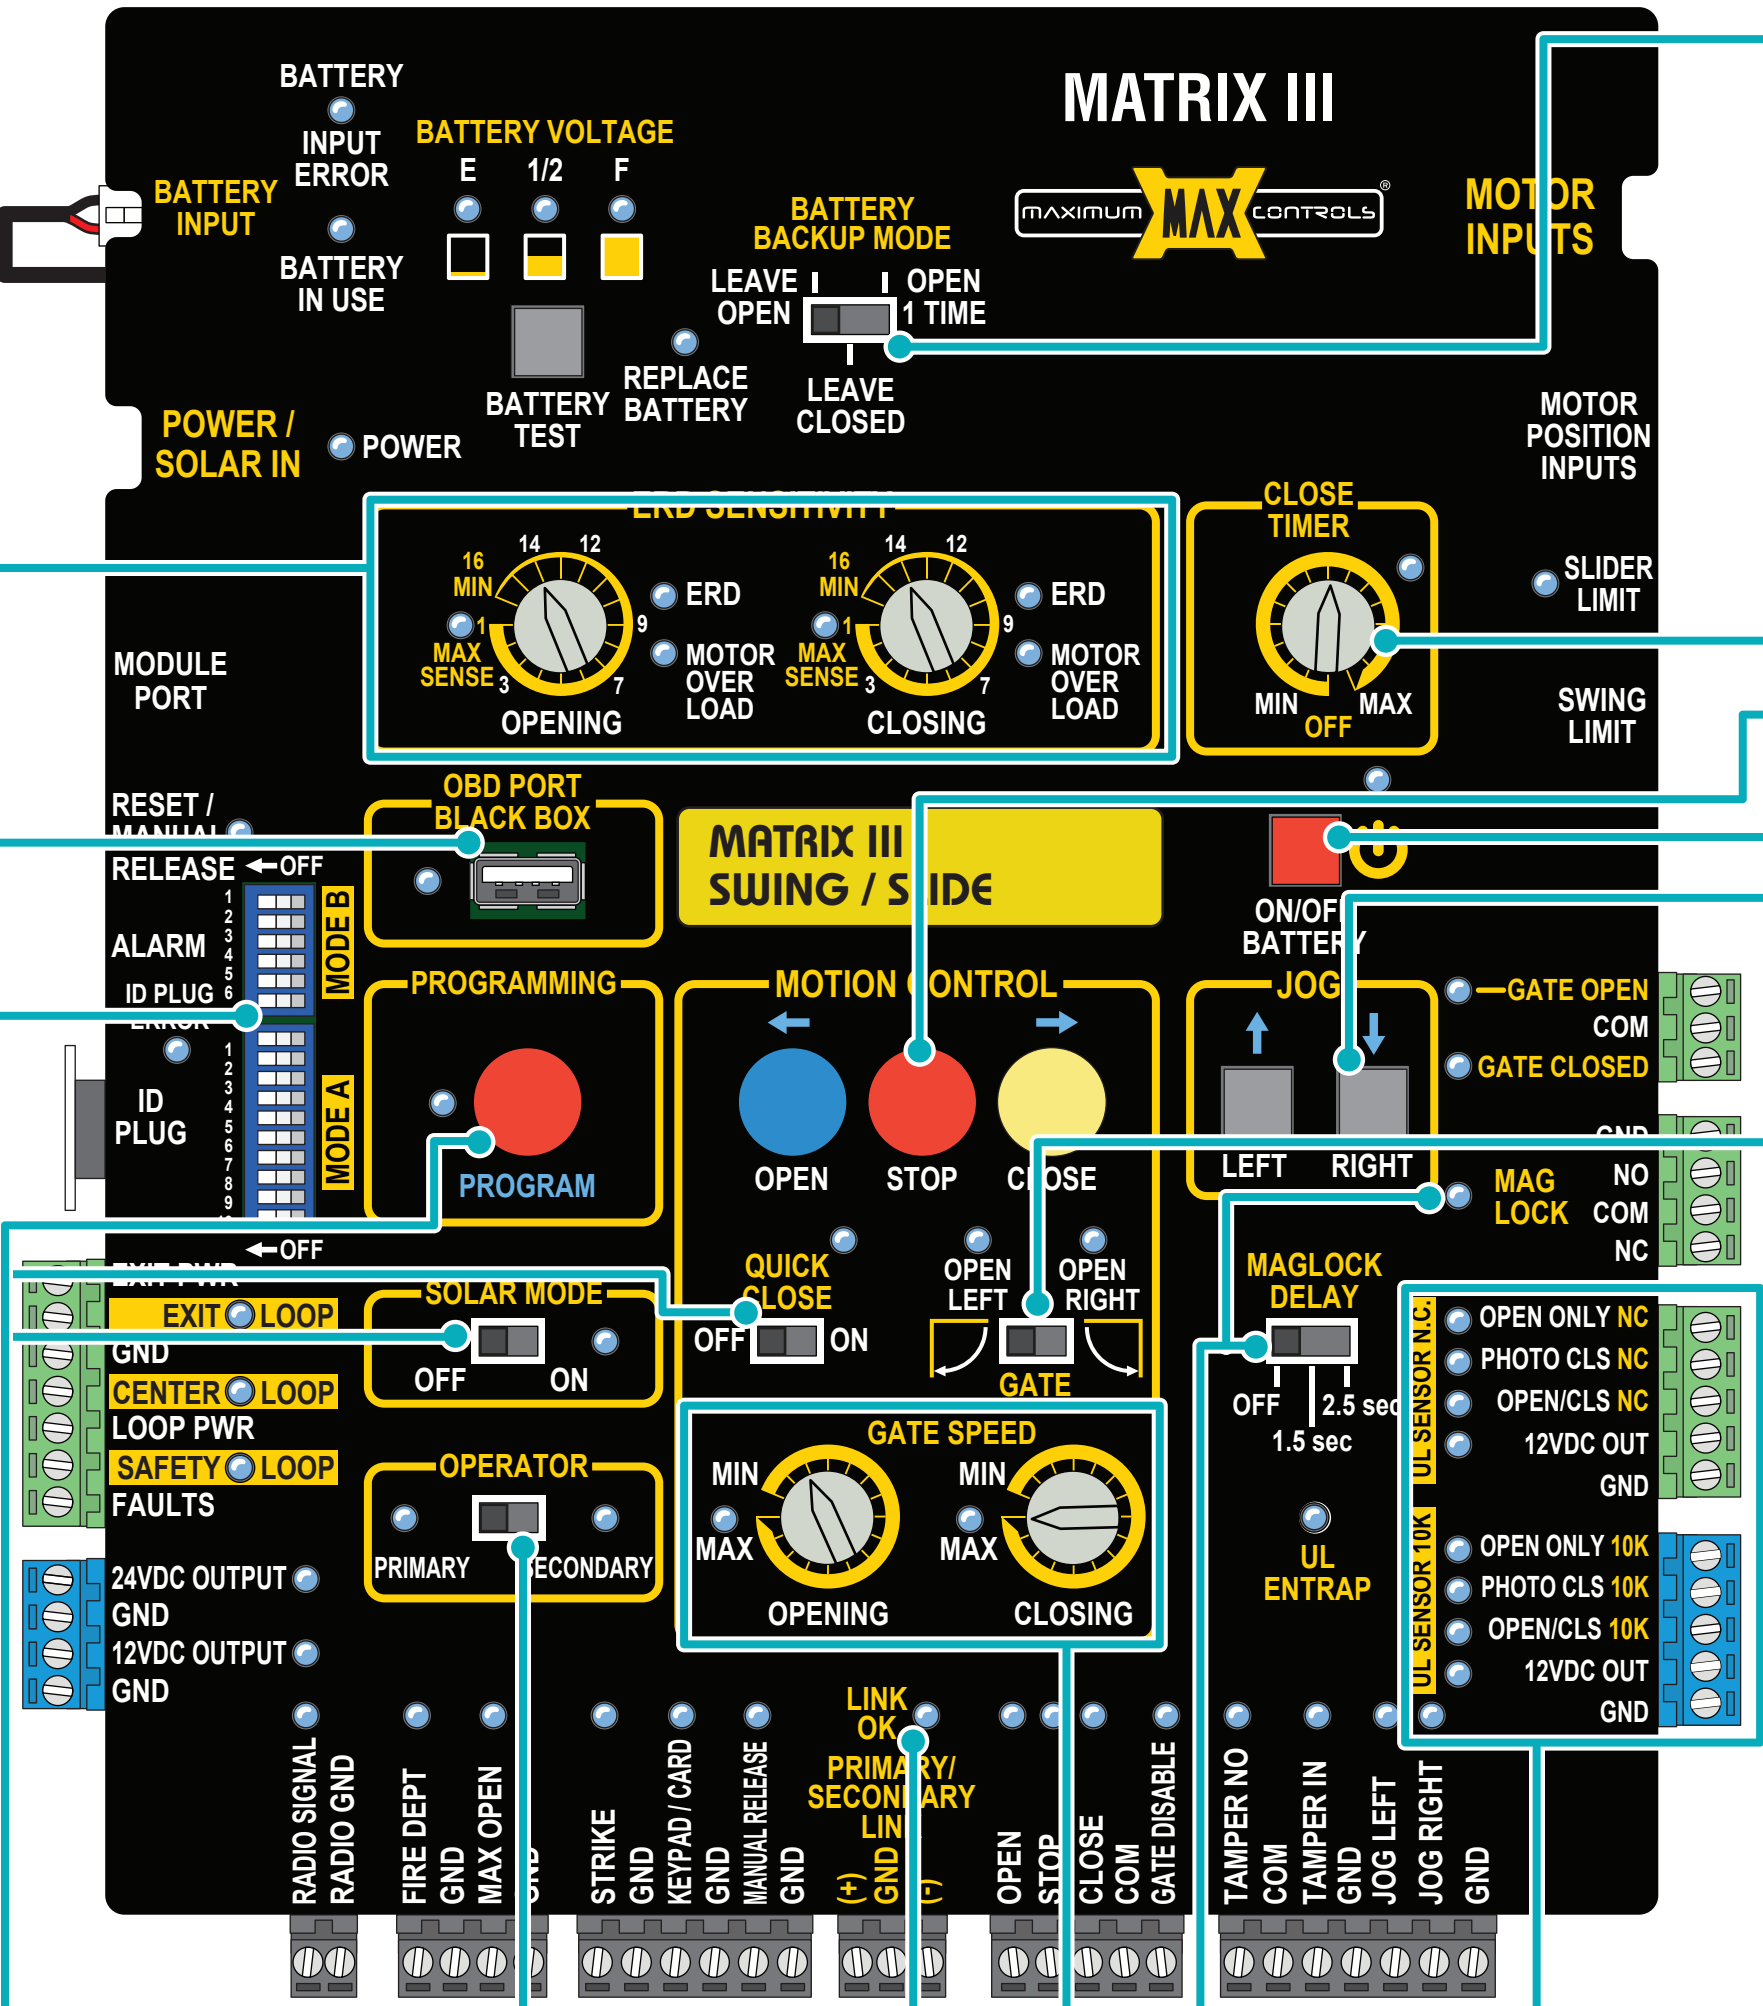 MATRIX III
MAXIMUM MAX CONTROLS ®
BATTERY
INPUT
ERROR
BATTERY
INPUT
BATTERY
IN USE
BATTERY VOLTAGE
E 1/2 F
BATTERY
TEST
REPLACE
BATTERY
BATTERY
BACKUP MODE
LEAVE
OPEN
OPEN
1 TIME
LEAVE
CLOSED
MOTOR
INPUTS
POWER /
SOLAR IN
POWER
MOTOR
POSITION
INPUTS
ERD SENSITIVITY
16
MIN
14
12
9
7
3
1
MAX
SENSE
ERD
MOTOR
OVER
LOAD
OPENING
16
MIN
14
12
9
7
3
1
MAX
SENSE
ERD
MOTOR
OVER
LOAD
CLOSING
CLOSE
TIMER
MIN
OFF
MAX
SLIDER
LIMIT
SWING
LIMIT
MODULE
PORT
RESET /
MANUAL
RELEASE
OFF
ALARM
ID PLUG
ERROR
ID
PLUG
1
2
3
4
5
6
MODE B
1
2
3
4
5
6
7
8
9
MODE A
OFF
OBD PORT
BLACK BOX
MATRIX III
SWING / SLIDE
ON/OFF
BATTERY
PROGRAMMING
PROGRAM
MOTION CONTROL
OPEN
STOP
CLOSE
JOG
LEFT
RIGHT
GATE OPEN
COM
GATE CLOSED
GND
MAG
LOCK
NO
COM
NC
EXIT PWR
EXIT LOOP
GND
CENTER LOOP
LOOP PWR
SAFETY LOOP
FAULTS
SOLAR MODE
OFF
ON
QUICK
CLOSE
OFF
ON
OPEN
LEFT
OPEN
RIGHT
GATE
MAGLOCK
DELAY
OFF
1.5 sec
2.5 sec
UL SENSOR N.C.
OPEN ONLY NC
PHOTO CLS NC
OPEN/CLS NC
12VDC OUT
GND
OPERATOR
PRIMARY
SECONDARY
GATE SPEED
MIN
MAX
OPENING
MIN
MAX
CLOSING
UL
ENTRAP
UL SENSOR 10K
OPEN ONLY 10K
PHOTO CLS 10K
OPEN/CLS 10K
12VDC OUT
GND
24VDC OUTPUT
GND
12VDC OUTPUT
GND
LINK
OK
PRIMARY/
SECONDARY
LINK
RADIO SIGNAL
RADIO GND
FIRE DEPT
GND
MAX OPEN
GND
STRIKE
GND
KEYPAD / CARD
GND
MANUAL RELEASE
GND
(+)
GND
(-)
OPEN
STOP
CLOSE
COM
GATE DISABLE
TAMPER NO
COM
TAMPER IN
GND
JOG LEFT
JOG RIGHT
GND